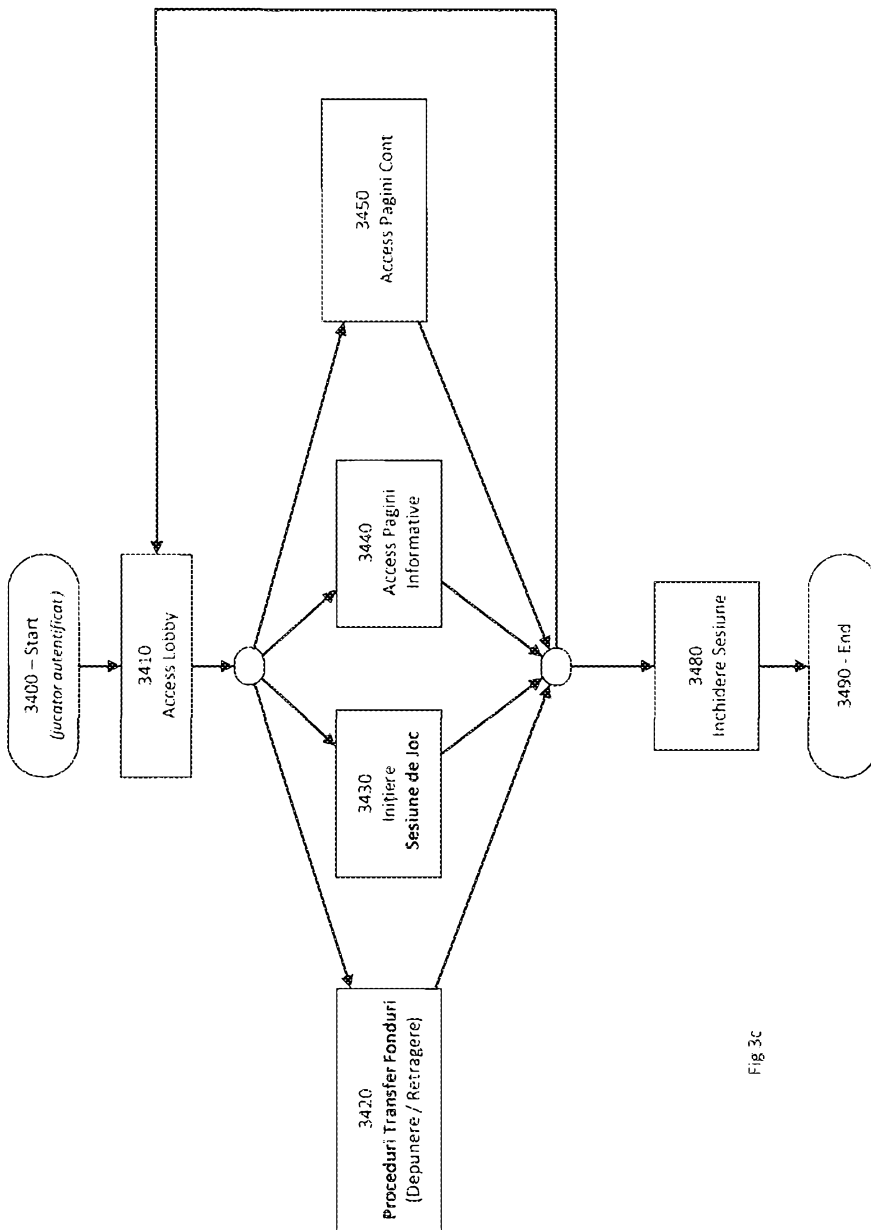 3400 – Start
(jucator autentificat)
3410
Access Lobby
3420
Proceduri Transfer Fonduri
(Depunere / Retragere)
3430
Inițiere
Sesiune de Joc
3440
Access Pagini
Informative
3450
Access Pagini Cont
3480
Inchidere Sesiune
3490 - End
Fig 3c